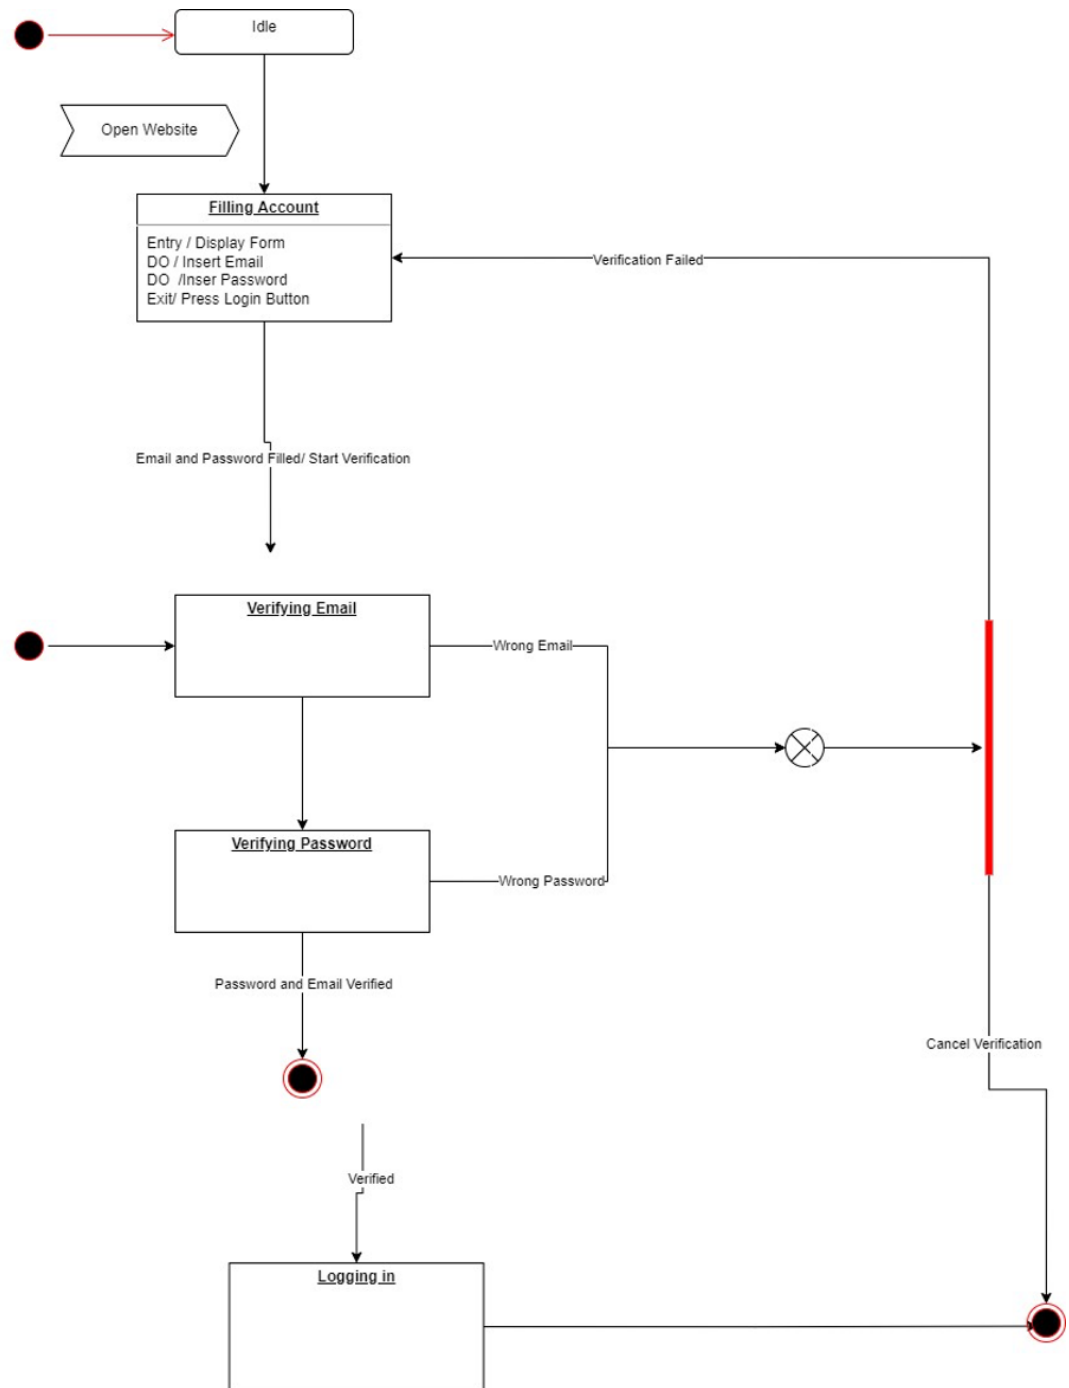 Idle
Open Website
Filling Account
Entry / Display Form
DO / Insert Email
DO  /Inser Password
Exit/ Press Login Button
Verification Failed
Email and Password Filled/ Start Verification
Verifying Email
Wrong Email
Verifying Password
Wrong Password
Password and Email Verified
Cancel Verification
Verified
Logging in